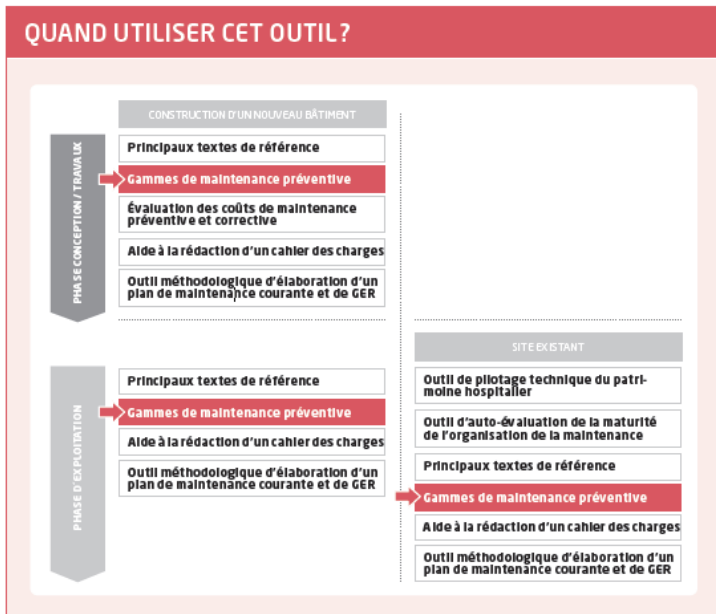 QUAND UTILISER CET OUTIL?
CONSTRUCTION D'UN NOUVEAU BÂTIMENT
PHASE CONCEPTION / TRAVAUX
Principaux textes de référence
Gammes de maintenance préventive
Évaluation des coûts de maintenance
préventive et corrective
Aide à la rédaction d'un cahier des charges
Outil méthodologique d'élaboration d'un
plan de maintenance courante et de GER
PHASE D'EXPLOITATION
Principaux textes de référence
Gammes de maintenance préventive
Aide à la rédaction d'un cahier des charges
Outil méthodologique d'élaboration d'un
plan de maintenance courante et de GER
SITE EXISTANT
Outil de pilotage technique du patri-
moine hospitalier
Outil d'auto-évaluation de la maturité
de l'organisation de la maintenance
Principaux textes de référence
Gammes de maintenance préventive
Aide à la rédaction d'un cahier des charges
Outil méthodologique d'élaboration d'un
plan de maintenance courante et de GER